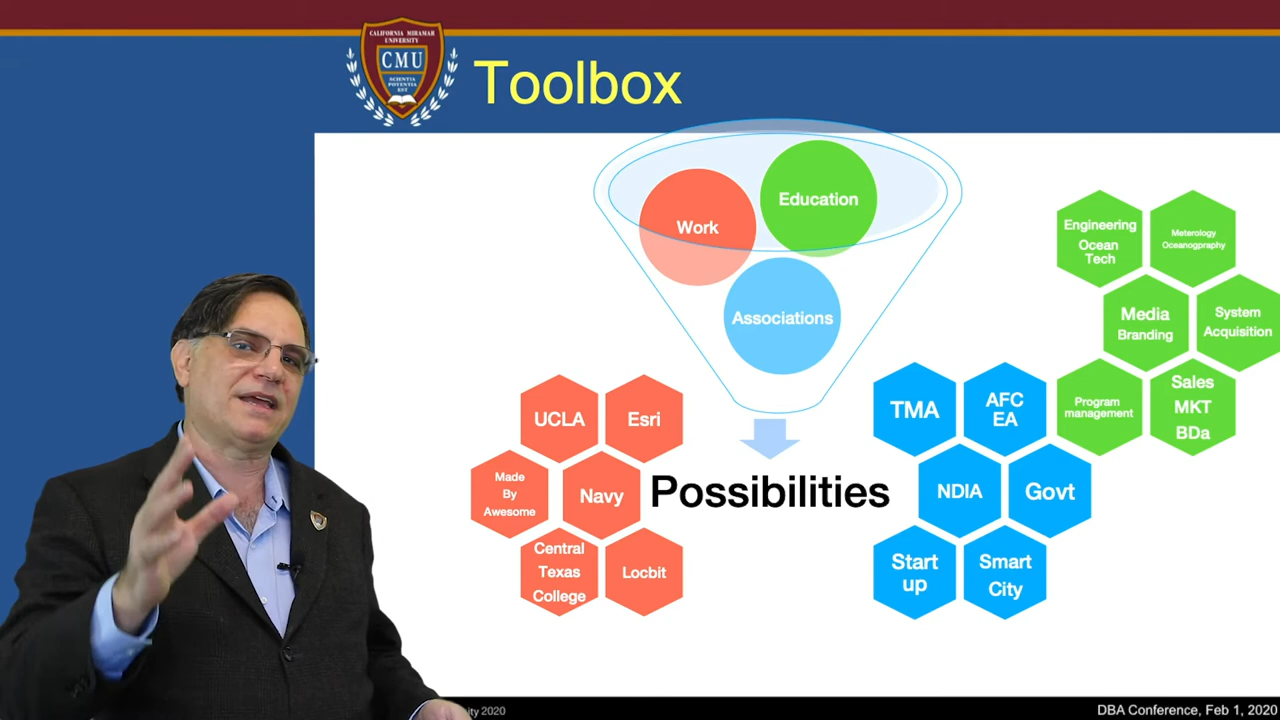 CALIFORNIA MIRAMAR
UNIVERSITY
CMU
SCIENTIA
POTENTIA
EST
Toolbox
Work
Education
Associations
Possibilities
UCLA
Esri
Made
By
Awesome
Navy
Central
Texas
College
Locbit
TMA
AFC
EA
NDIA
Govt
Start
up
Smart
City
Engineering
Ocean
Tech
Meterology
Oceanogpraphy
Media
Branding
System
Acquisition
Program
management
Sales
MKT
BDa
2020
DBA Conference, Feb 1, 2020